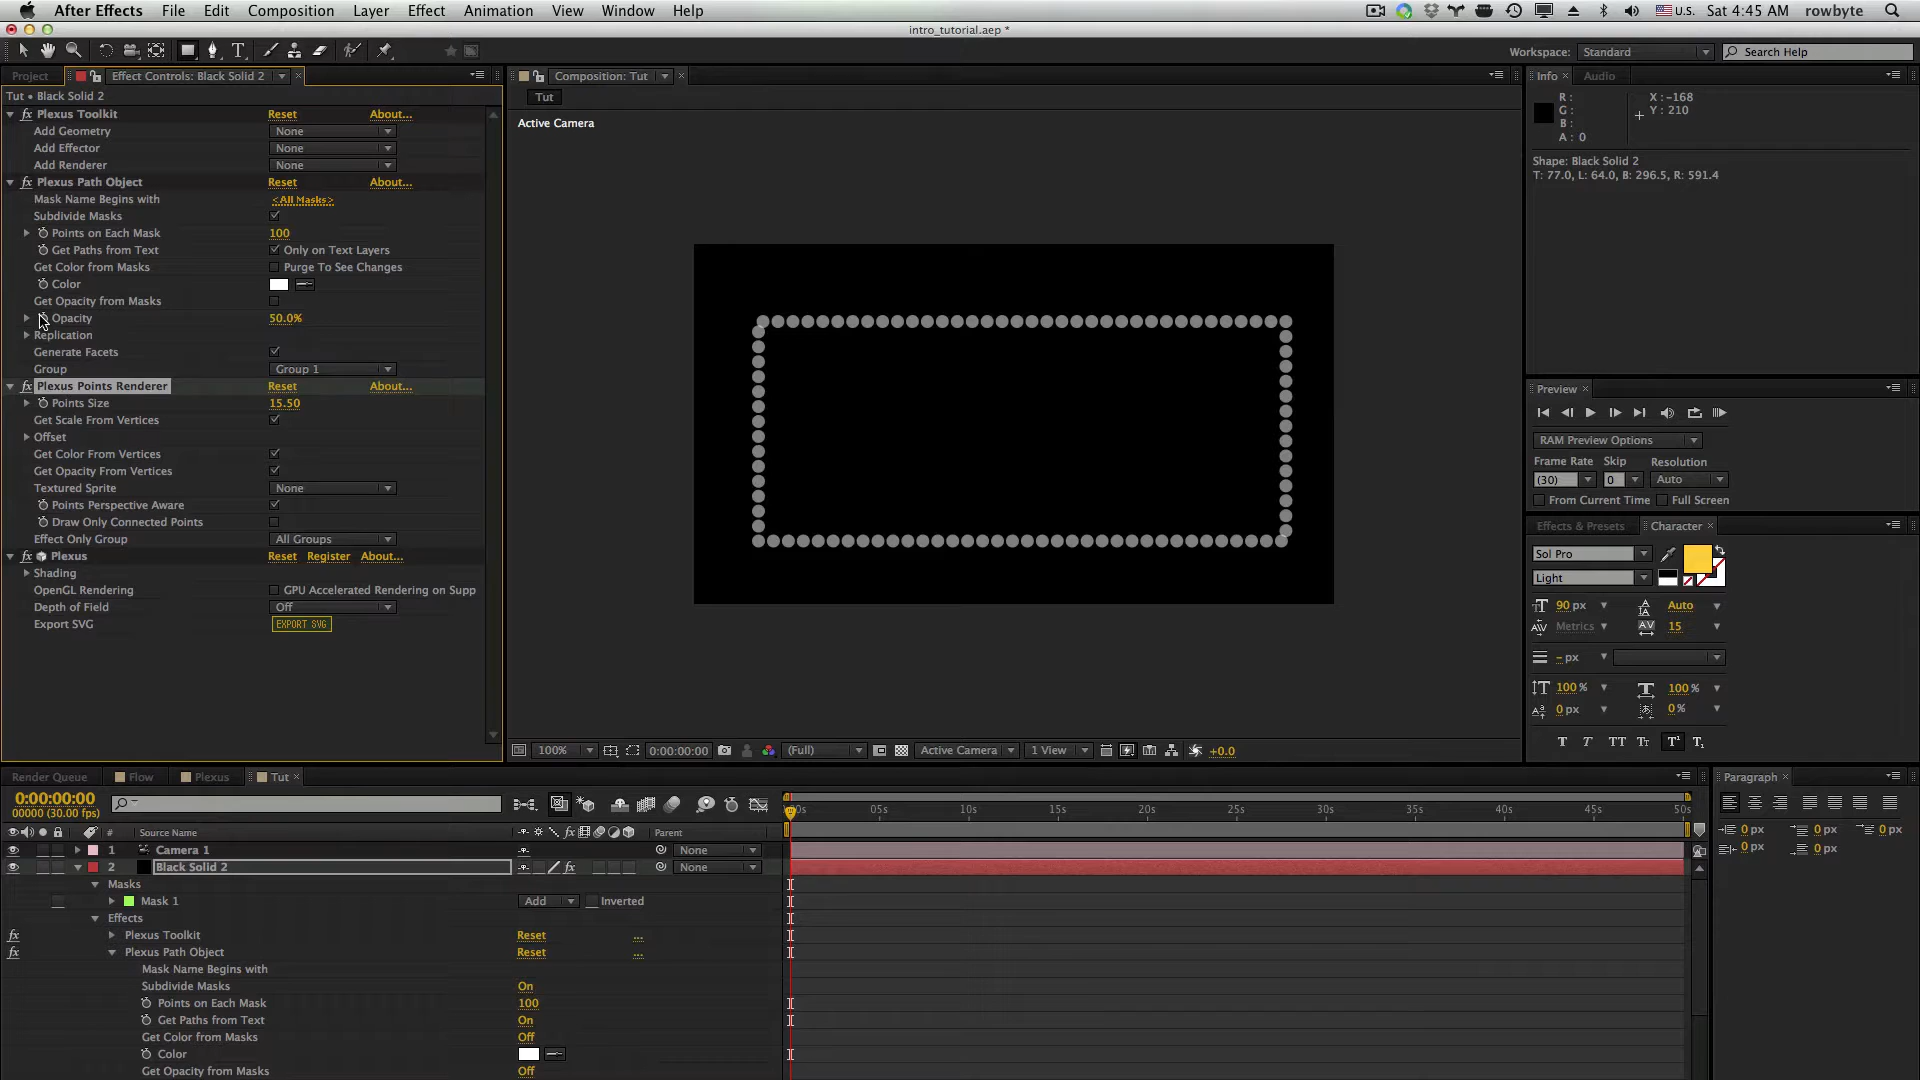 After Effects File Edit Composition Layer Effect Animation View Window Help U.S. Sat 4:45 AM rowbyte
intro_tutorial.aep *
Workspace: Standard Search Help
Project Effect Controls: Black Solid 2 Composition: Tut Info Audio
Tut • Black Solid 2
Tut
Active Camera
R: X: -168
G: Y: 210
B:
A: 0
Shape: Black Solid 2
T: 77.0, L: 64.0, B: 296.5, R: 591.4
fx Plexus Toolkit Reset About...
Add Geometry None
Add Effector None
Add Renderer None
fx Plexus Path Object Reset About...
Mask Name Begins with <All Masks>
Subdivide Masks
Points on Each Mask 100
Get Paths from Text Only on Text Layers
Get Color from Masks Purge To See Changes
Color
Get Opacity from Masks
Opacity 50.0%
Replication
Generate Facets
Group Group 1
fx Plexus Points Renderer Reset About...
Points Size 15.50
Get Scale From Vertices
Offset
Get Color From Vertices
Get Opacity From Vertices
Textured Sprite None
Points Perspective Aware
Draw Only Connected Points
Effect Only Group All Groups
fx Plexus Reset Register About...
Shading
OpenGL Rendering GPU Accelerated Rendering on Supp
Depth of Field Off
Export SVG EXPORT SVG
Preview
RAM Preview Options
Frame Rate Skip Resolution
(30) 0 Auto
From Current Time Full Screen
Effects & Presets Character
Sol Pro
Light
90 px Auto
Metrics 15
- px
100 % 100 %
0 px 0 %
T T TT Tt T¹ T₁
100% 0:00:00:00 (Full) Active Camera 1 View +0.0
Render Queue Flow Plexus Tut
0:00:00:00
00000 (30.00 fps)
:00s 05s 10s 15s 20s 25s 30s 35s 40s 45s 50s
# Source Name fx Parent
1 Camera 1 None
2 Black Solid 2 fx None
Masks
Mask 1 Add Inverted
Effects
fx Plexus Toolkit Reset ...
fx Plexus Path Object Reset ...
Mask Name Begins with
Subdivide Masks On
Points on Each Mask 100
Get Paths from Text On
Get Color from Masks Off
Color
Get Opacity from Masks Off
Paragraph
0 px 0 px 0 px
0 px 0 px